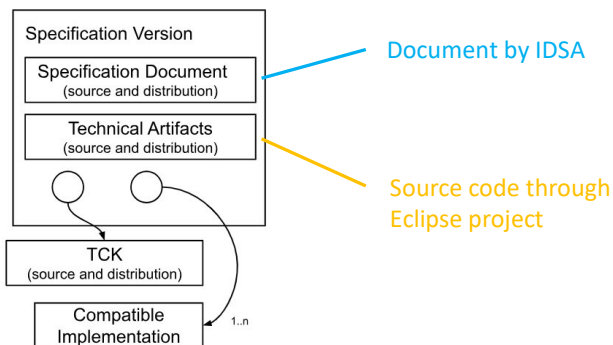 Specification Version
Specification Document
(source and distribution)
Technical Artifacts
(source and distribution)
TCK
(source and distribution)
Compatible
Implementation
1..n
Document by IDSA
Source code through
Eclipse project